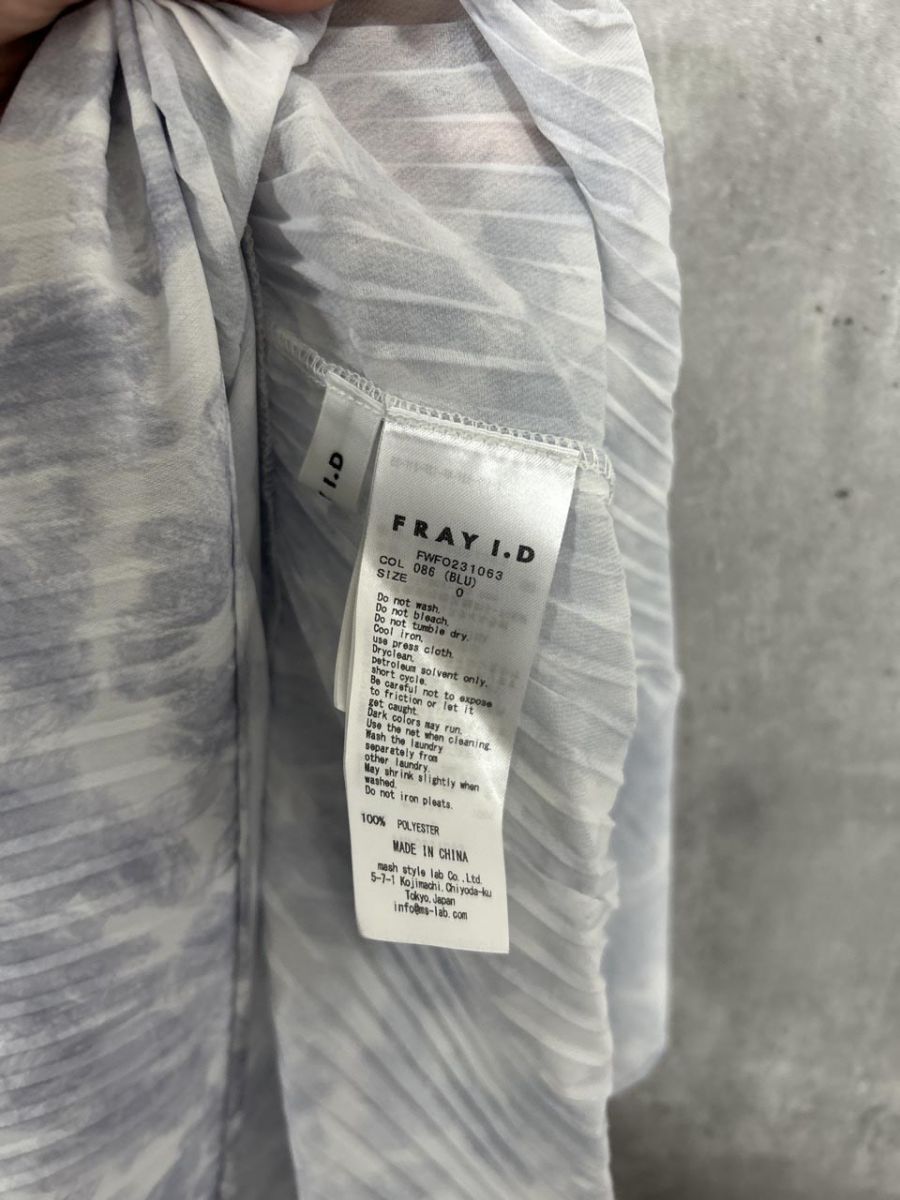 I.D
FRAY I.D
FWFO231063
COL 086 (BLU)
SIZE 0
Do not wash.
Do not bleach.
Do not tumble dry.
Cool iron.
use press cloth.
Dryclean.
petroleum solvent only.
short cycle.
Be careful not to expose
to friction or let it
get caught.
Dark colors may run.
Use the net when cleaning.
Wash the laundry
separately from
other laundry.
May shrink slightly when
washed.
Do not iron pleats.
100% POLYESTER
MADE IN CHINA
mash style lab Co.,Ltd.
5-7-1 Kojimachi,Chiyoda-ku
Tokyo,Japan
info@ms-lab.com